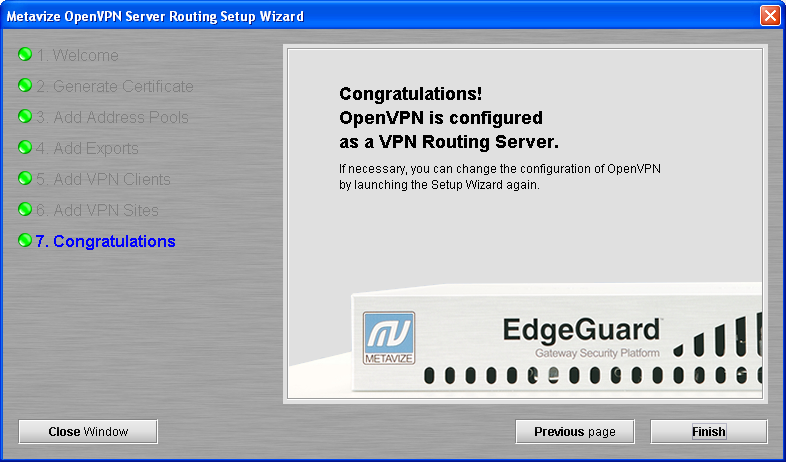 Metavize OpenVPN Server Routing Setup Wizard
1. Welcome
2. Generate Certificate
3. Add Address Pools
4. Add Exports
5. Add VPN Clients
6. Add VPN Sites
7. Congratulations
Congratulations!
OpenVPN is configured
as a VPN Routing Server.
If necessary, you can change the configuration of OpenVPN
by launching the Setup Wizard again.
METAVIZE
EdgeGuard™
Gateway Security Platform
Close Window
Previous page
Finish